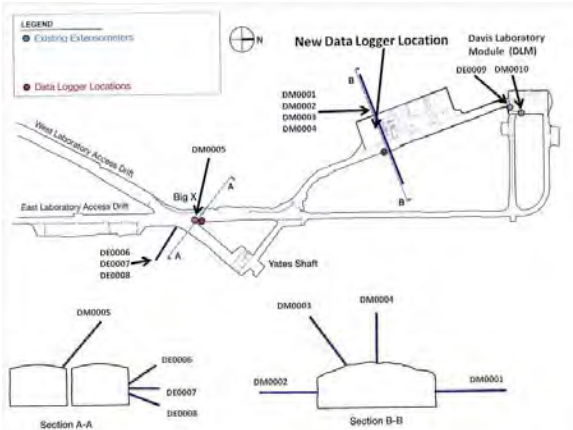 LEGEND
Existing Extensometers
Data Logger Locations
N
New Data Logger Location
Davis Laboratory
Module (DLM)
DE0009
DM0010
B
DM0001
DM0002
DM0003
DM0004
B'
West Laboratory Access Drift
DM0005
Big X
A
East Laboratory Access Drift
DE0006
DE0007
DE0008
A
Yates Shaft
DM0005
DE0006
DE0007
DE0008
Section A-A
DM0003
DM0004
DM0002
DM0001
Section B-B